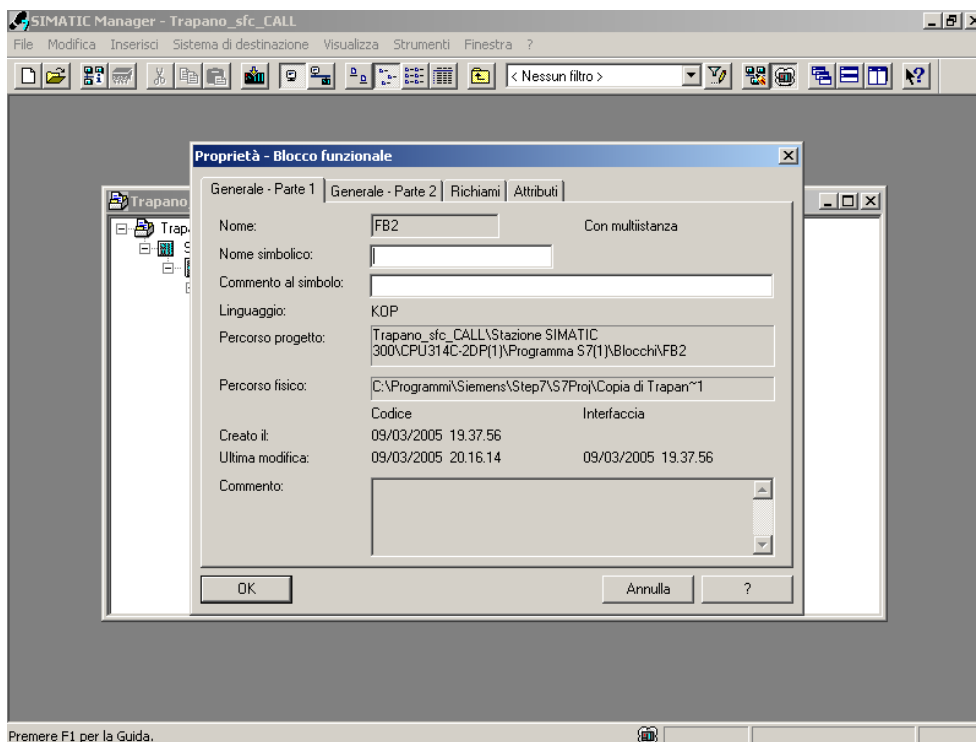 SIMATIC Manager - Trapano_sfc_CALL
File Modifica Inserisci Sistema di destinazione Visualizza Strumenti Finestra ?
< Nessun filtro >
Proprietà - Blocco funzionale
Generale - Parte 1 Generale - Parte 2 Richiami Attributi
Trapano
Trap
S
Nome: FB2 Con multiistanza
Nome simbolico:
Commento al simbolo:
Linguaggio: KOP
Percorso progetto: Trapano_sfc_CALL\Stazione SIMATIC
300\CPU314C-2DP(1)\Programma S7(1)\Blocchi\FB2
Percorso fisico: C:\Programmi\Siemens\Step7\S7Proj\Copia di Trapan~1
Codice Interfaccia
Creato il: 09/03/2005 19.37.56
Ultima modifica: 09/03/2005 20.16.14 09/03/2005 19.37.56
Commento:
OK Annulla ?
Premere F1 per la Guida.